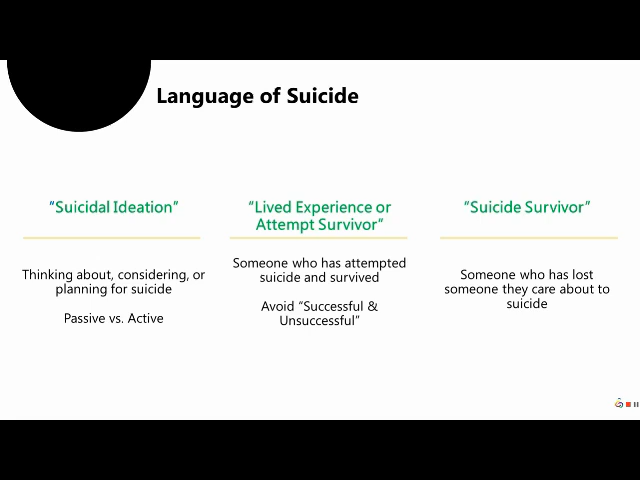 Language of Suicide
“Suicidal Ideation”
Thinking about, considering, or
planning for suicide
Passive vs. Active
“Lived Experience or
Attempt Survivor”
Someone who has attempted
suicide and survived
Avoid “Successful &
Unsuccessful”
“Suicide Survivor”
Someone who has lost
someone they care about to
suicide